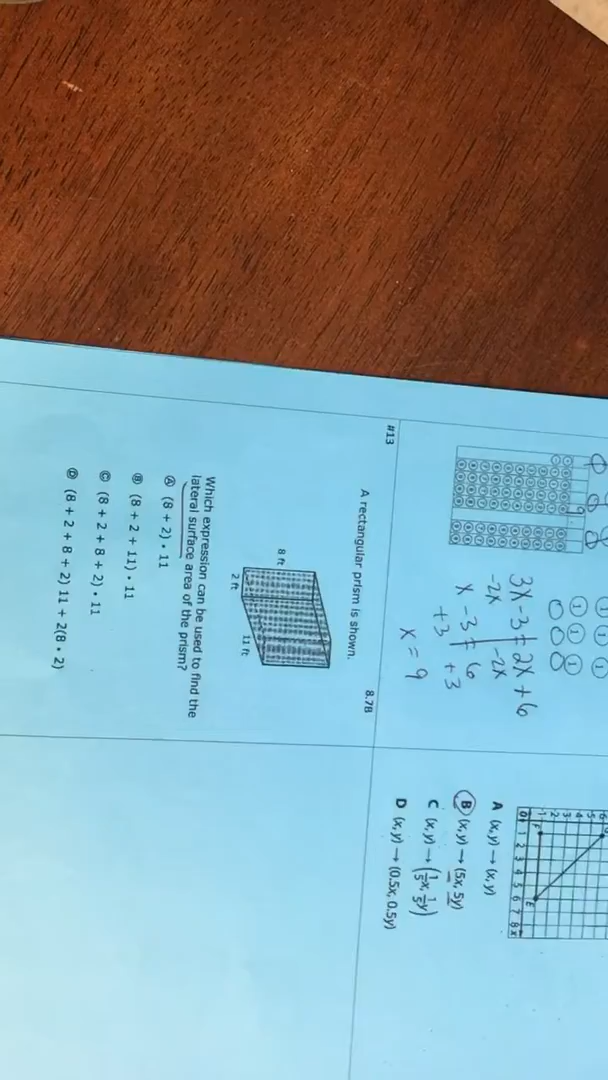 3x - 3 = 2x + 6
-2x -2x
x - 3 = 6
+3 +3
x = 9
A (x, y) → (x, y)
B (x, y) → (5x, 5y)
C (x, y) → (1/5x, 1/5y)
D (x, y) → (0.5x, 0.5y)
#13
8.7B
A rectangular prism is shown.
8 ft
2 ft
11 ft
Which expression can be used to find the
lateral surface area of the prism?
Ⓐ (8 + 2) • 11
Ⓑ (8 + 2 + 11) • 11
Ⓒ (8 + 2 + 8 + 2) • 11
Ⓓ (8 + 2 + 8 + 2) 11 + 2(8 • 2)